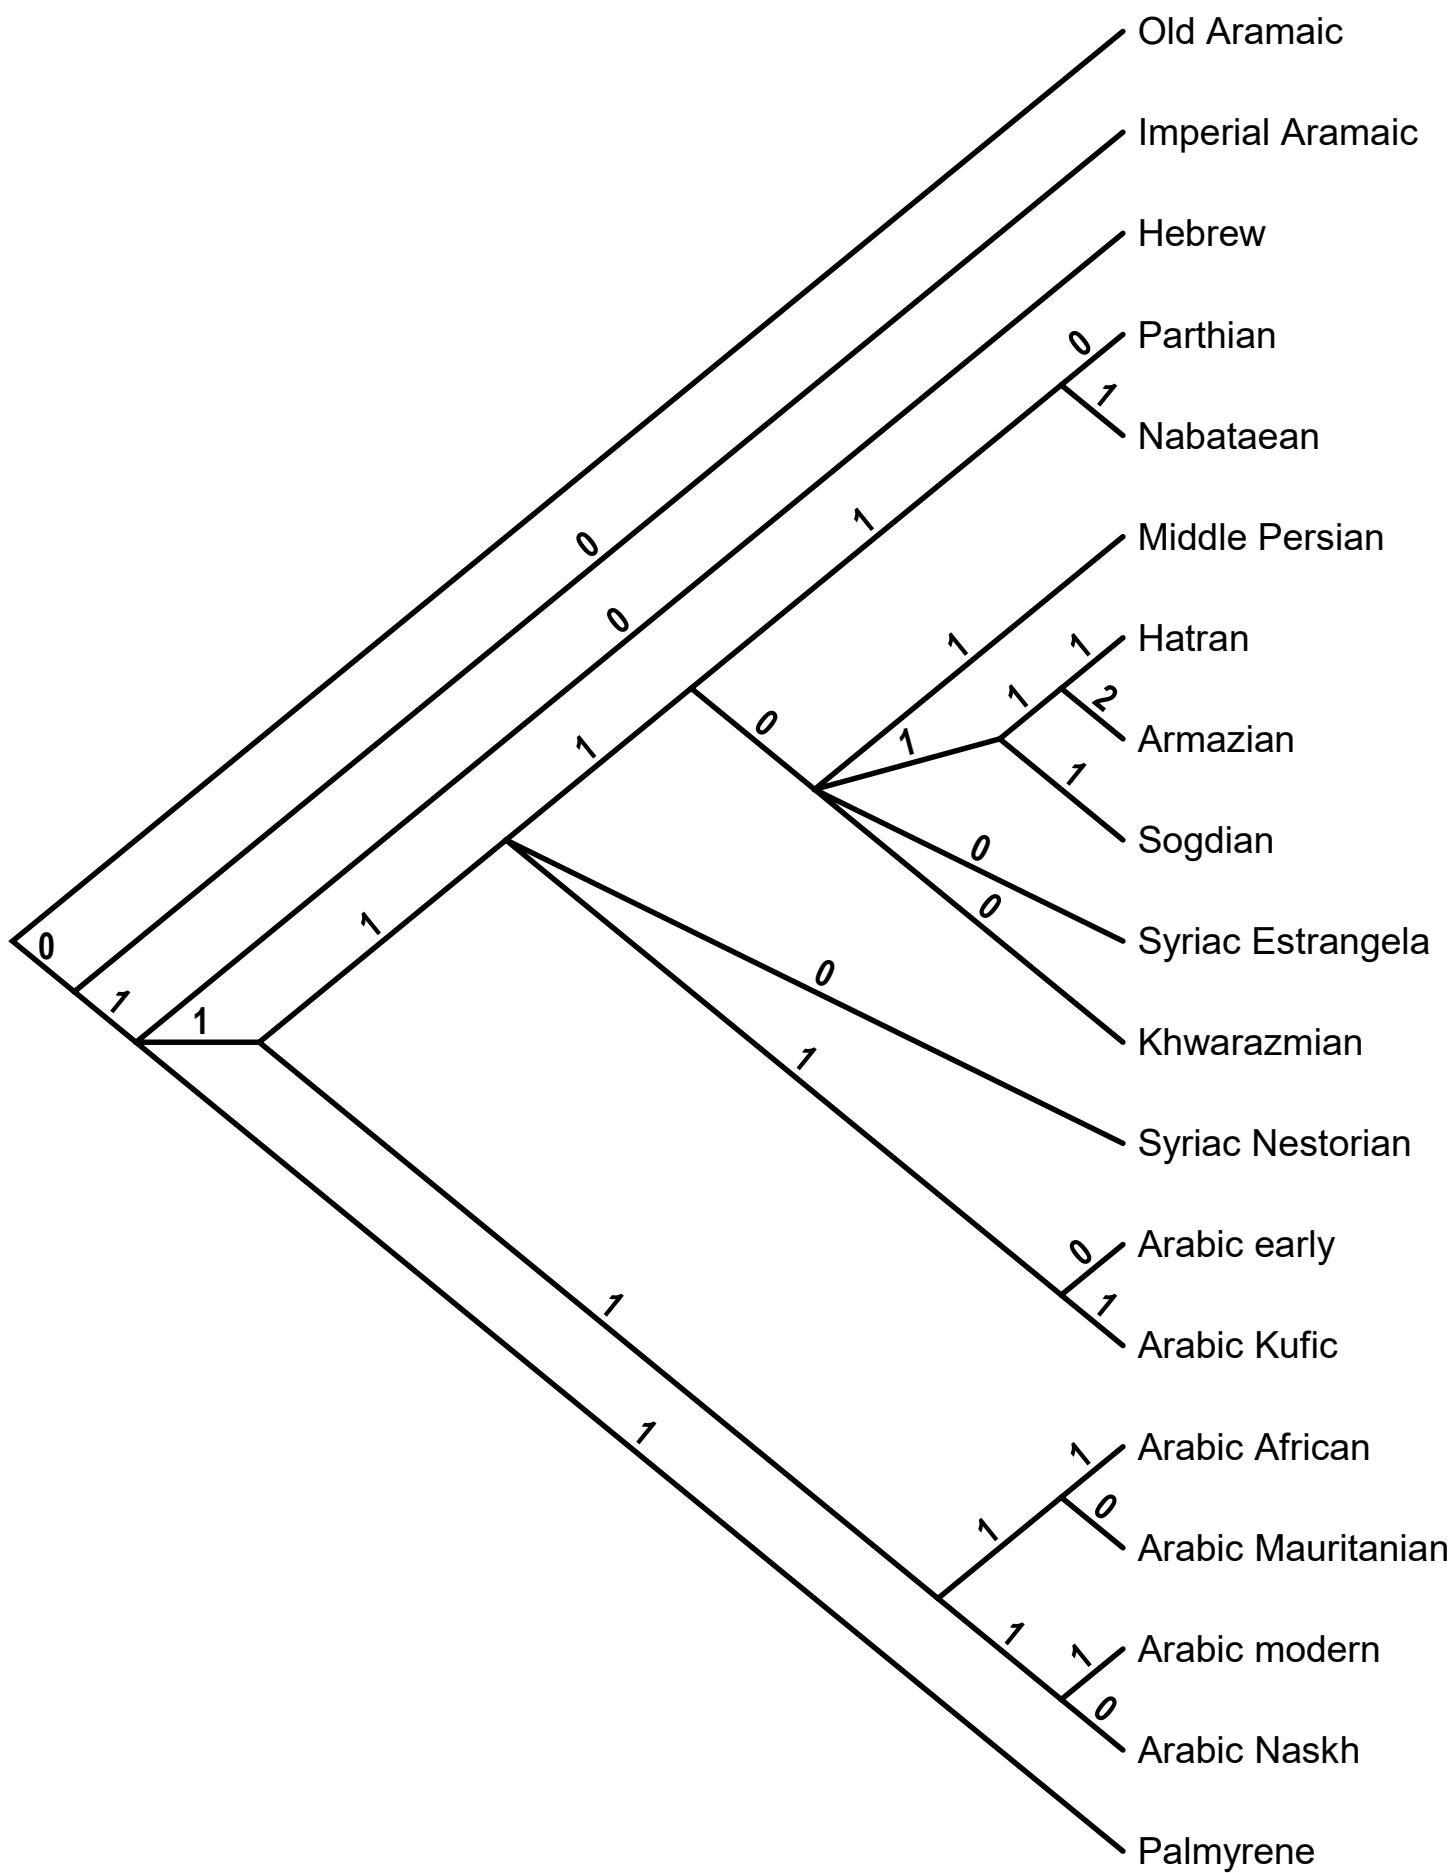 Old Aramaic
Imperial Aramaic
Hebrew
0 Parthian
1
Nabataean
1
Middle Persian
0
0
1 1 Hatran
1 2
1 0 1 Armazian
1
Sogdian
0
1 0
0 Syriac Estrangela
0
1 1
Khwarazmian
1
Syriac Nestorian
0 Arabic early
1 1
Arabic Kufic
1
1 Arabic African
0
1
Arabic Mauritanian
1 1 Arabic modern
0
Arabic Naskh
Palmyrene